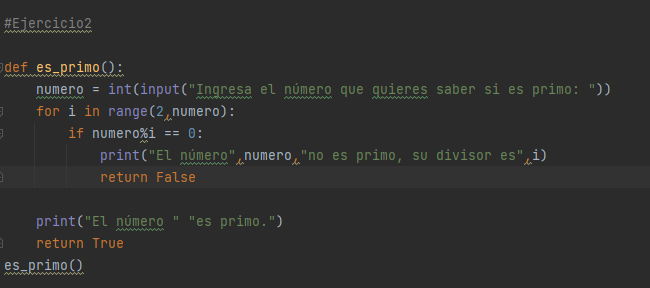 #Ejercicio2
def es_primo():
numero = int(input("Ingresa el número que quieres saber si es primo: "))
for i in range(2,numero):
if numero%i == 0:
print("El número",numero,"no es primo, su divisor es",i)
return False
print("El número " "es primo.")
return True
es_primo()